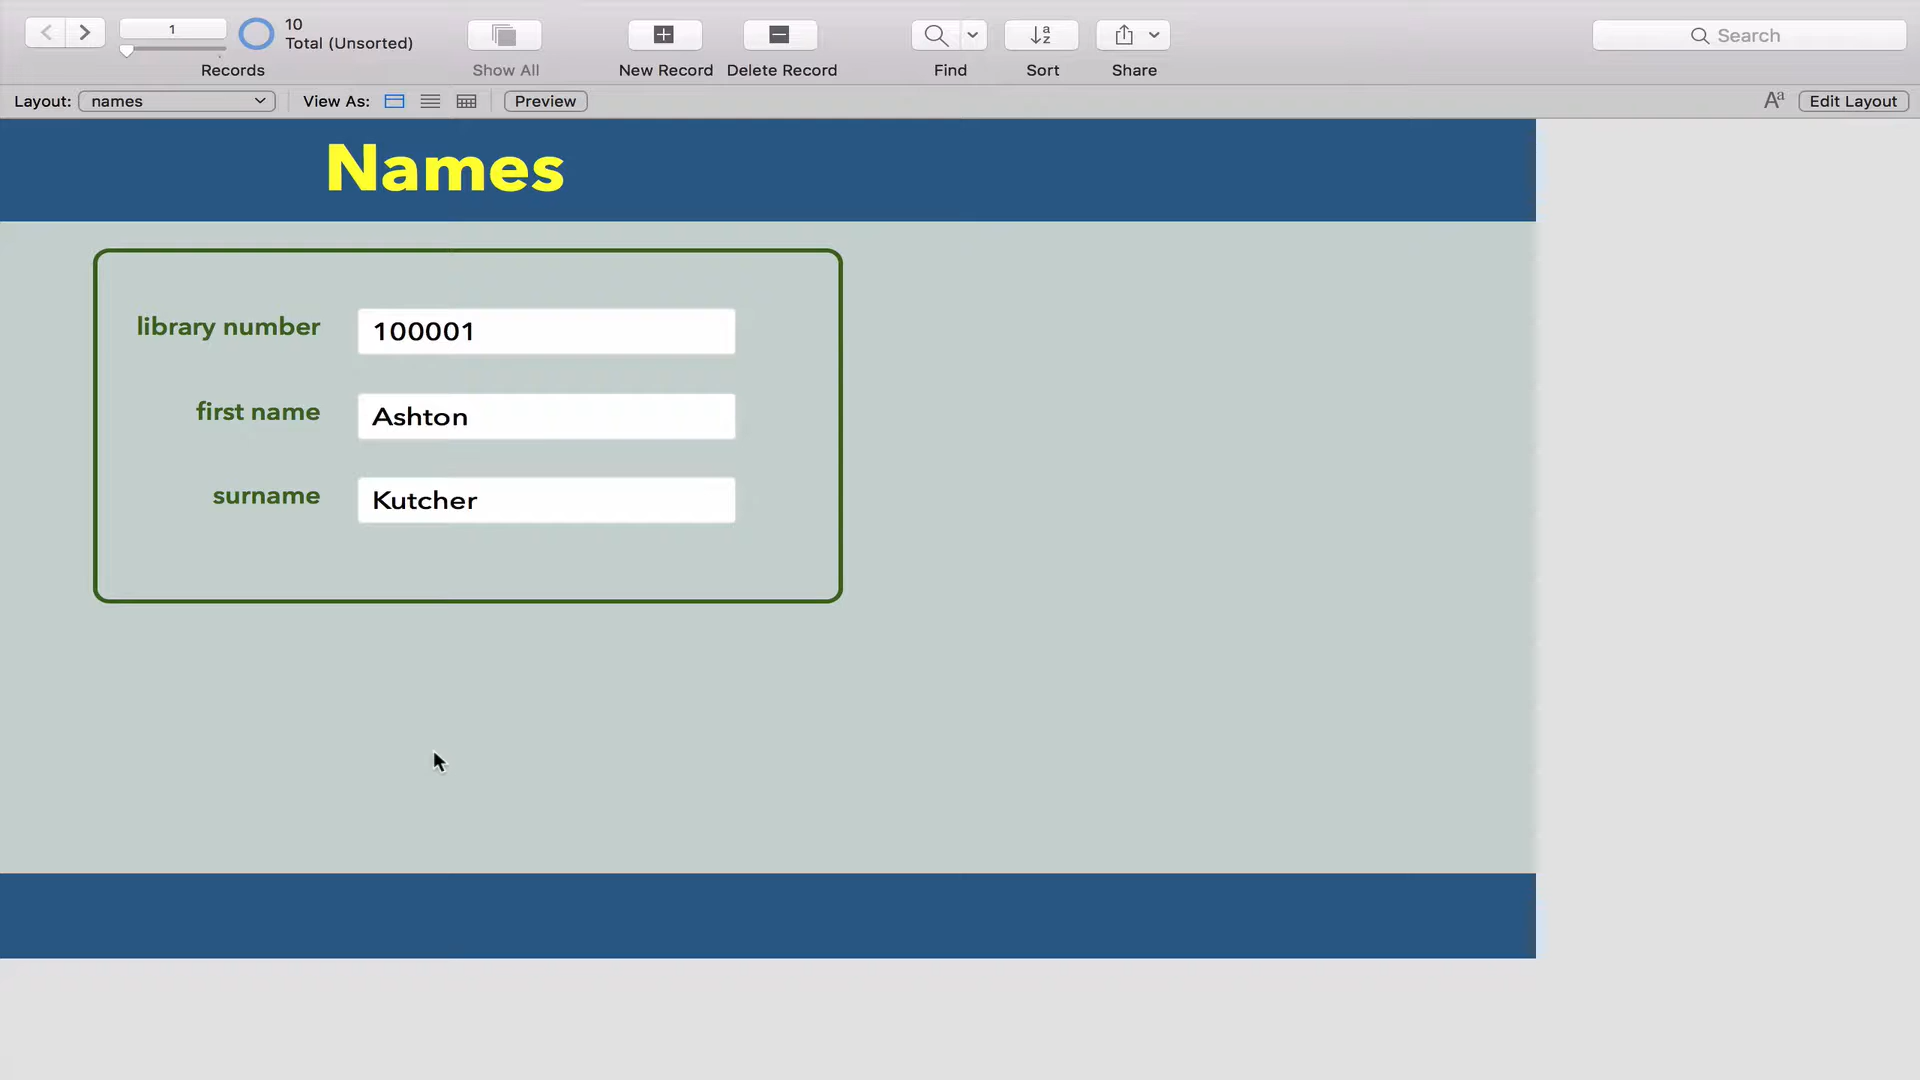 1
10
Total (Unsorted)
Records
Show All
New Record
Delete Record
Find
Sort
Share
Search
Layout: names
View As:
Preview
Aa
Edit Layout
Names
library number 100001
first name Ashton
surname Kutcher